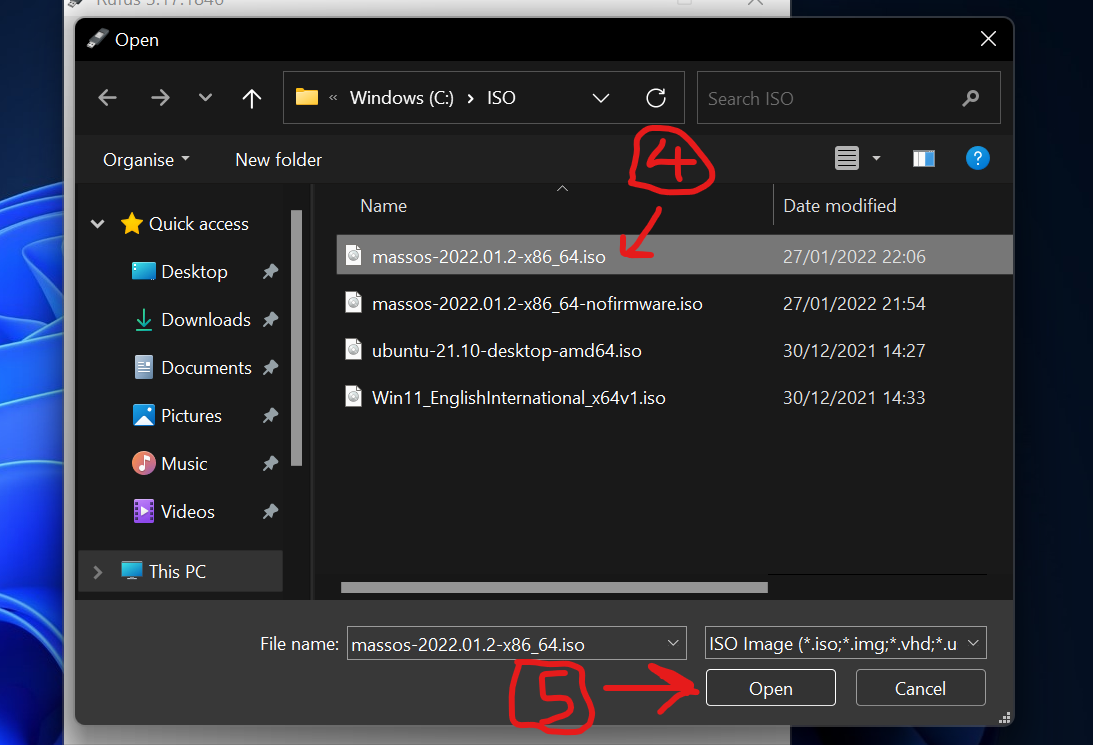 Rufus 3.17.1846
Open
« Windows (C:) › ISO
Search ISO
Organise
New folder
?
4
Name
Date modified
Quick access
Desktop
Downloads
Documents
Pictures
Music
Videos
This PC
massos-2022.01.2-x86_64.iso 27/01/2022 22:06
massos-2022.01.2-x86_64-nofirmware.iso 27/01/2022 21:54
ubuntu-21.10-desktop-amd64.iso 30/12/2021 14:27
Win11_EnglishInternational_x64v1.iso 30/12/2021 14:33
File name: massos-2022.01.2-x86_64.iso
ISO Image (*.iso;*.img;*.vhd;*.u
5
Open
Cancel